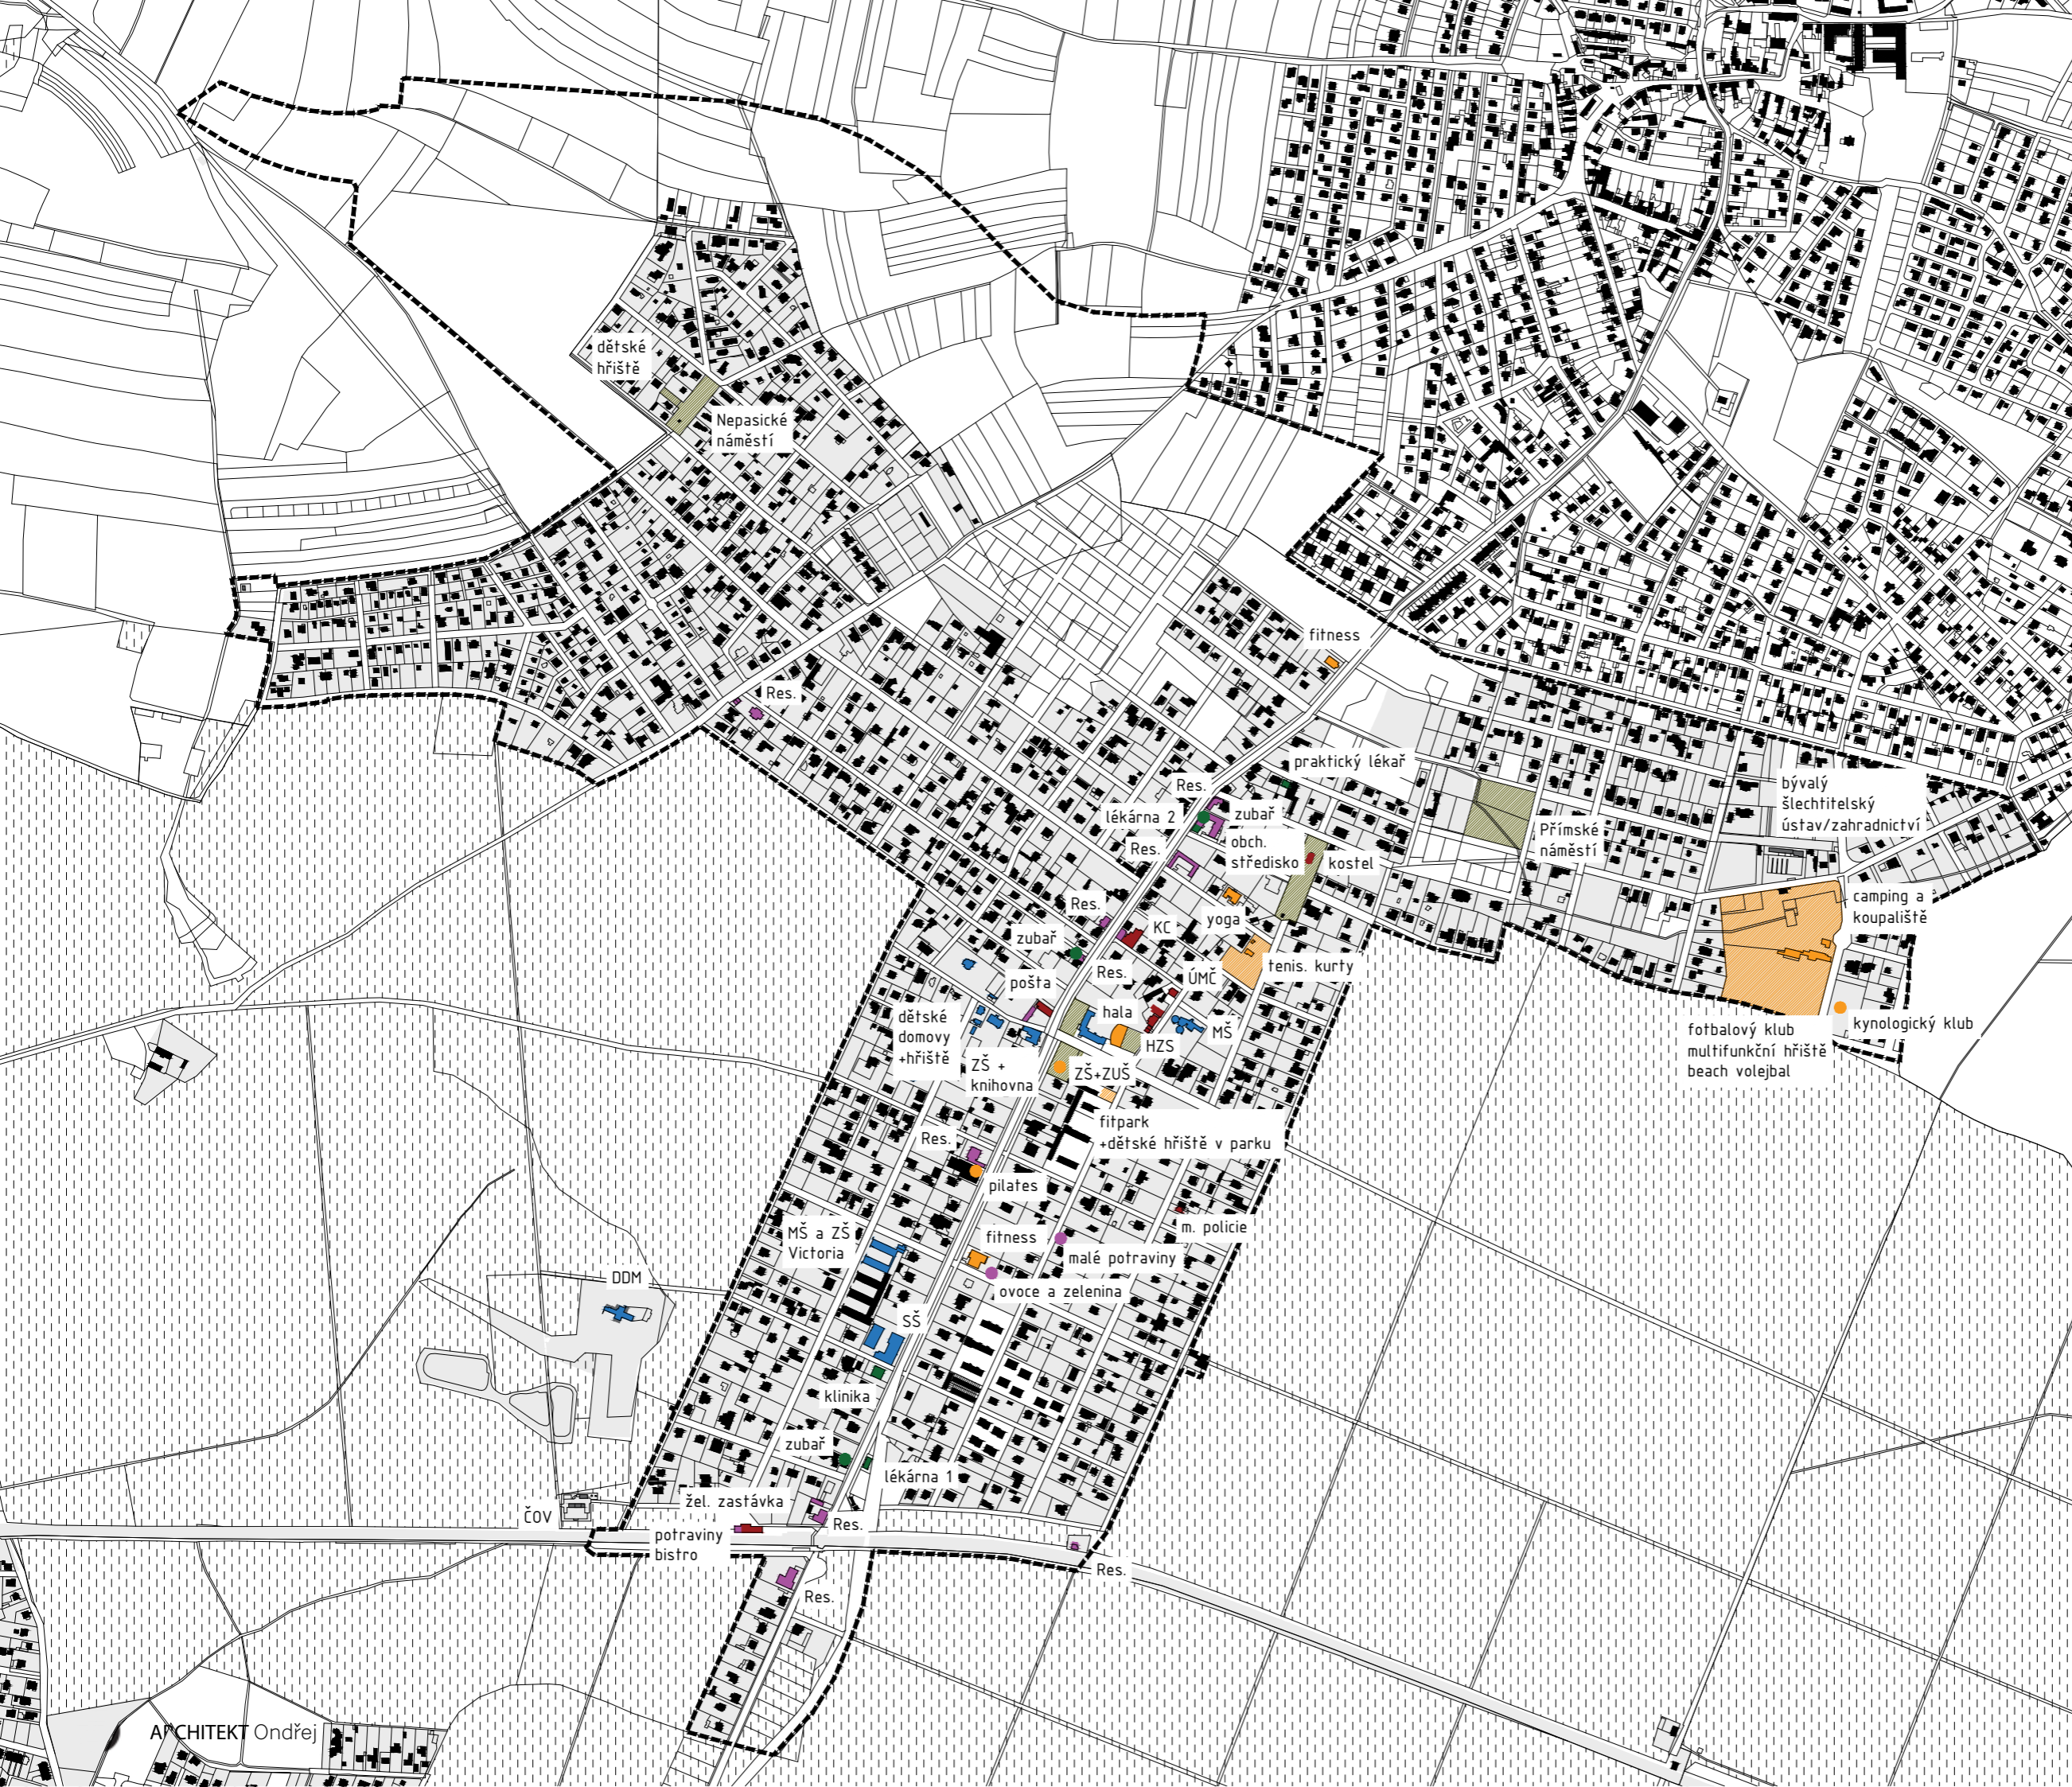 dětské
hřiště
Nepasické
náměstí
fitness
Res.
praktický lékař
Res.
lékárna 2
zubař
bývalý
šlechtitelský
ústav/zahradnictví
Přímské
náměstí
obch.
středisko
Res.
kostel
Res.
yoga
camping a
koupaliště
KC
zubař
Res.
tenis. kurty
ÚMČ
pošta
hala
dětské
domovy
+hřiště
MŠ
HZS
kynologický klub
fotbalový klub
multifunkční hřiště
beach volejbal
ZŠ +
knihovna
ZŠ+ZUŠ
fitpark
+dětské hřiště v parku
Res.
pilates
m. policie
MŠ a ZŠ
Victoria
fitness
malé potraviny
DDM
ovoce a zelenina
SŠ
klinika
zubař
lékárna 1
žel. zastávka
ČOV
Res.
potraviny
bistro
Res.
Res.
ARCHITEKT Ondřej